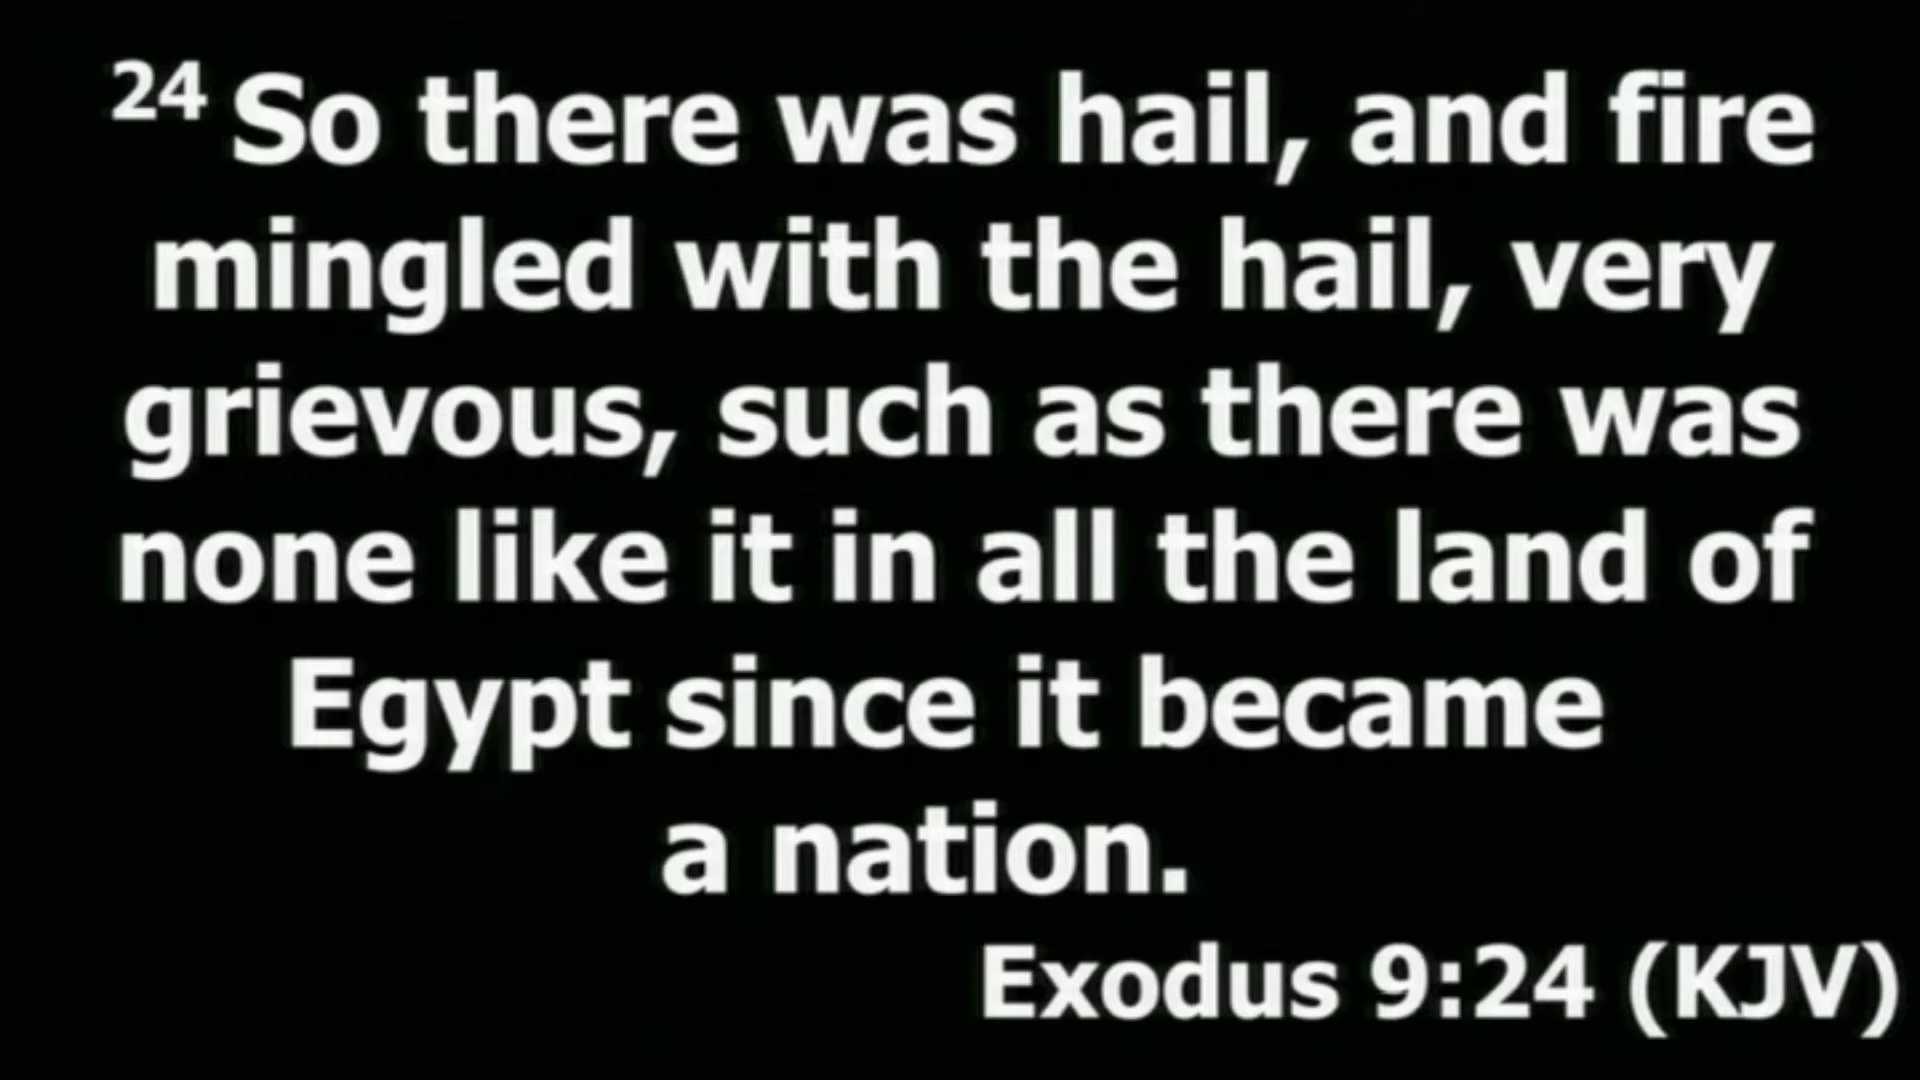 24 So there was hail, and fire
mingled with the hail, very
grievous, such as there was
none like it in all the land of
Egypt since it became
a nation.
Exodus 9:24 (KJV)